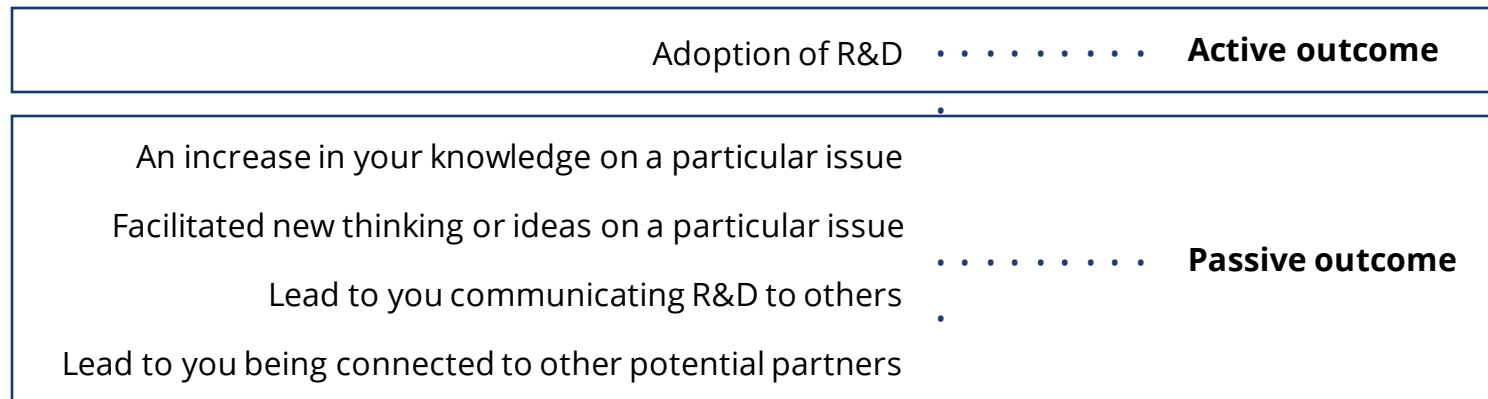 Adoption of R&D ......... Active outcome
.
An increase in your knowledge on a particular issue
Facilitated new thinking or ideas on a particular issue
......... Passive outcome
Lead to you communicating R&D to others
.
Lead to you being connected to other potential partners